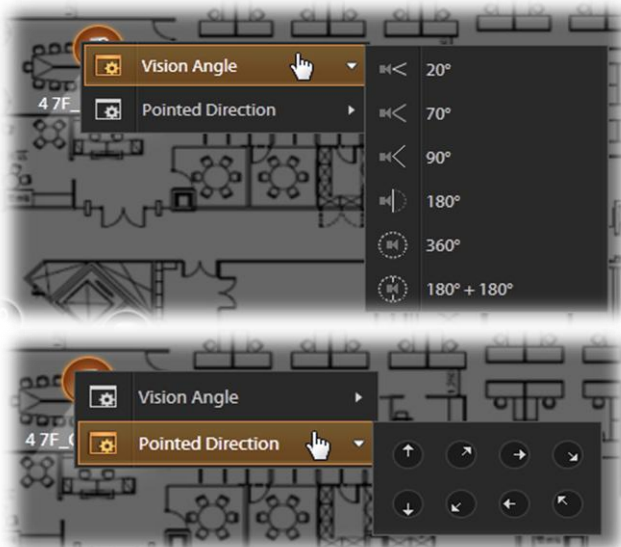 Vision Angle
20°
4 7F_
Pointed Direction
70°
90°
180°
360°
180° + 180°
Vision Angle
4 7F_
Pointed Direction